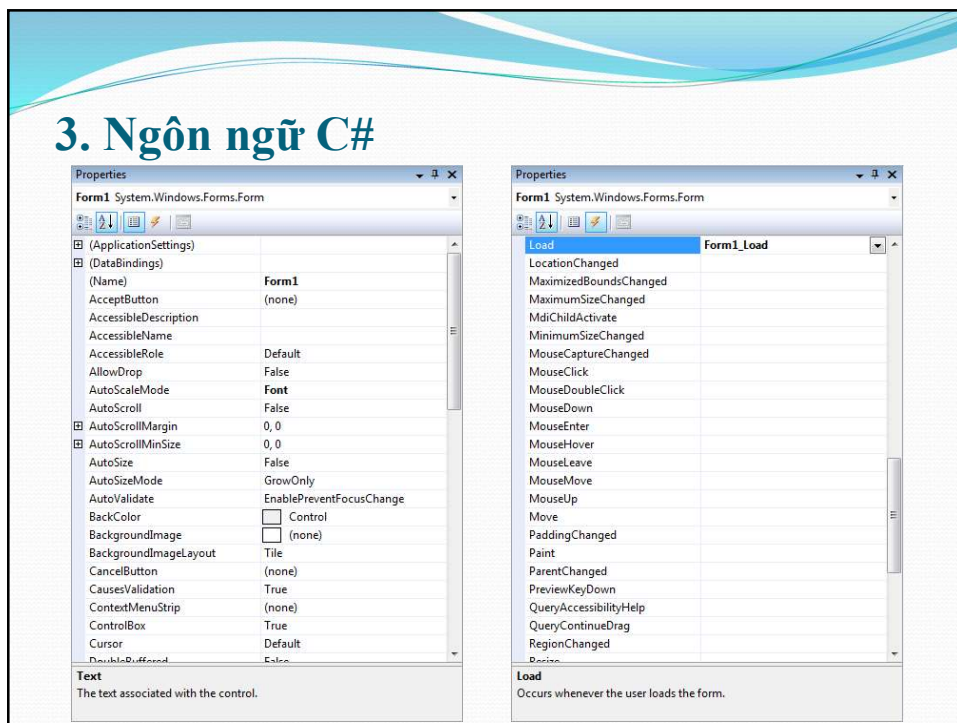 3. Ngôn ngữ C#
Properties
Form1 System.Windows.Forms.Form
(ApplicationSettings)
(DataBindings)
(Name) Form1
AcceptButton (none)
AccessibleDescription
AccessibleName
AccessibleRole Default
AllowDrop False
AutoScaleMode Font
AutoScroll False
AutoScrollMargin 0, 0
AutoScrollMinSize 0, 0
AutoSize False
AutoSizeMode GrowOnly
AutoValidate EnablePreventFocusChange
BackColor Control
BackgroundImage (none)
BackgroundImageLayout Tile
CancelButton (none)
CausesValidation True
ContextMenuStrip (none)
ControlBox True
Cursor Default
DoubleBuffered False
Text
The text associated with the control.
Properties
Form1 System.Windows.Forms.Form
Load Form1_Load
LocationChanged
MaximizedBoundsChanged
MaximumSizeChanged
MdiChildActivate
MinimumSizeChanged
MouseCaptureChanged
MouseClick
MouseDoubleClick
MouseDown
MouseEnter
MouseHover
MouseLeave
MouseMove
MouseUp
Move
PaddingChanged
Paint
ParentChanged
PreviewKeyDown
QueryAccessibilityHelp
QueryContinueDrag
RegionChanged
Resize
Load
Occurs whenever the user loads the form.